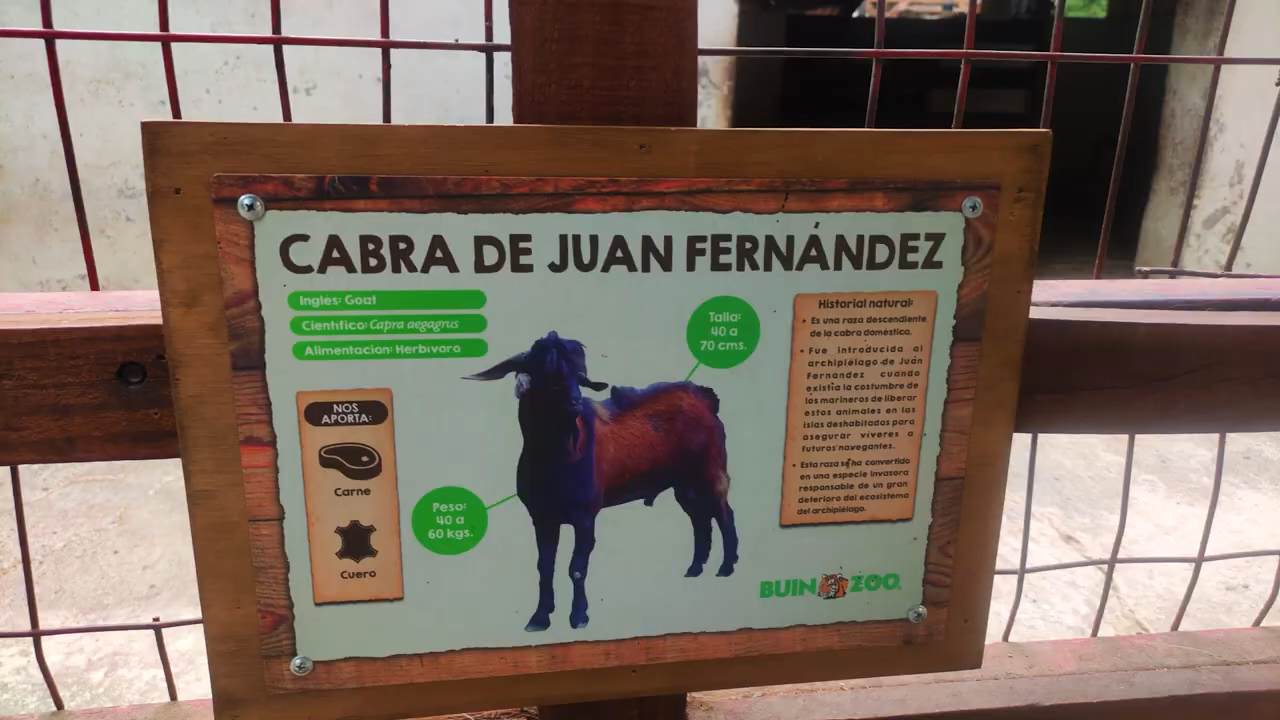 CABRA DE JUAN FERNÁNDEZ
Ingles: Goat
Cientifico: Capra aegagrus
Alimentacion: Herbivora
NOS
APORTA:
Carne
Cuero
Peso:
40 a
60 kgs.
Talla:
40 a
70 cms.
Historial natural:
• Es una raza descendiente
de la cabra doméstica.
• Fue introducida al
archipiélago de Juan
Fernandez cuando
existía la costumbre de
los marineros de liberar
estos animales en las
islas deshabitadas para
asegurar víveres a
futuros navegantes.
• Esta raza se ha convertido
en una especie invasora
responsable de un gran
deterioro del ecosistema
del archipiélago.
BUIN ZOO